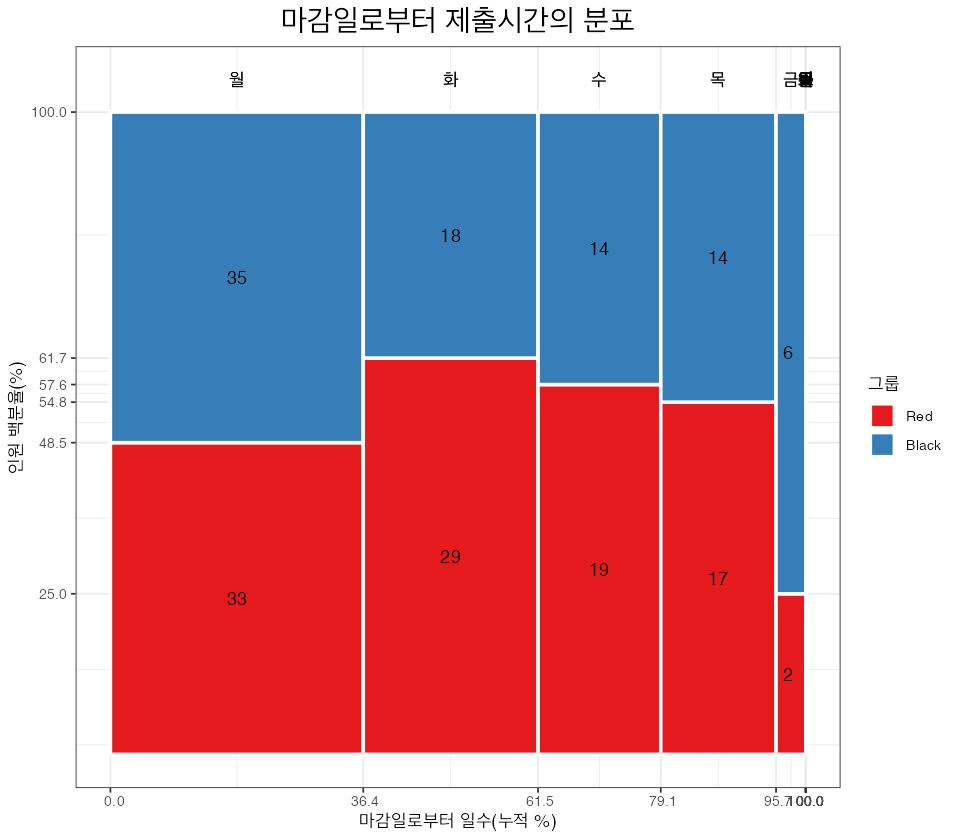 마감일로부터 제출시간의 분포
월 화 수 목 금
100.0
61.7
57.6
54.8
48.5
25.0
인원 백분율(%)
35 18 14 14 6
33 29 19 17 2
그룹
Red
Black
0.0 36.4 61.5 79.1 95.7 100.0
마감일로부터 일수(누적 %)